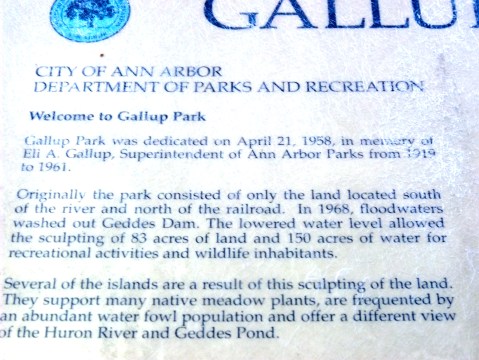 GALLU
CITY OF ANN ARBOR
DEPARTMENT OF PARKS AND RECREATION
Welcome to Gallup Park
Gallup Park was dedicated on April 21, 1958, in memory of
Eli A. Gallup, Superintendent of Ann Arbor Parks from 1919
to 1961.
Originally the park consisted of only the land located south
of the river and north of the railroad. In 1968, floodwaters
washed out Geddes Dam. The lowered water level allowed
the sculpting of 83 acres of land and 150 acres of water for
recreational activities and wildlife inhabitants.
Several of the islands are a result of this sculpting of the land.
They support many native meadow plants, are frequented by
an abundant water fowl population and offer a different view
of the Huron River and Geddes Pond.